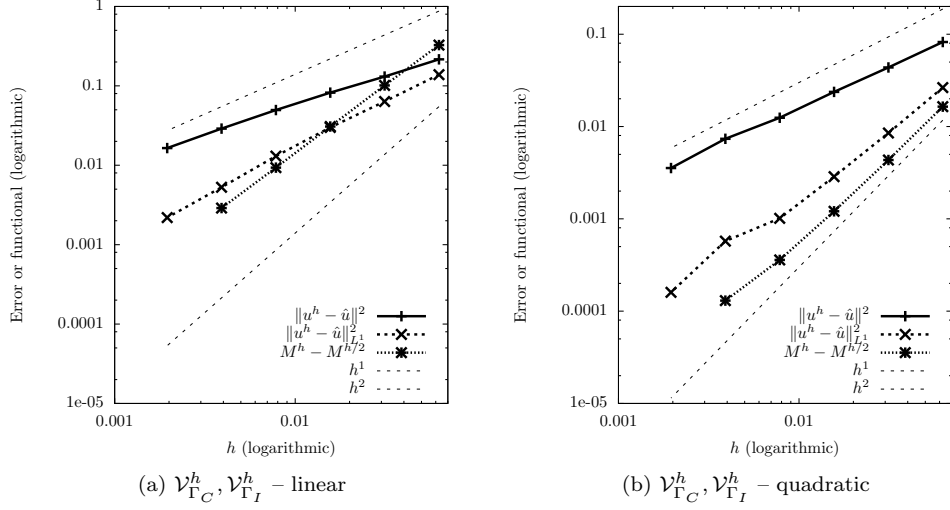 1
0.1
0.01
0.001
0.0001
1e-05
0.001
0.01
Error or functional (logarithmic)
h (logarithmic)
‖u^h − û‖²
‖u^h − û‖²_{L¹}
M^h − M^{h/2}
h¹
h²
(a) 𝒱^h_{Γ_C}, 𝒱^h_{Γ_I} – linear
0.1
0.01
0.001
0.0001
1e-05
0.001
0.01
Error or functional (logarithmic)
h (logarithmic)
‖u^h − û‖²
‖u^h − û‖²_{L¹}
M^h − M^{h/2}
h¹
h²
(b) 𝒱^h_{Γ_C}, 𝒱^h_{Γ_I} – quadratic